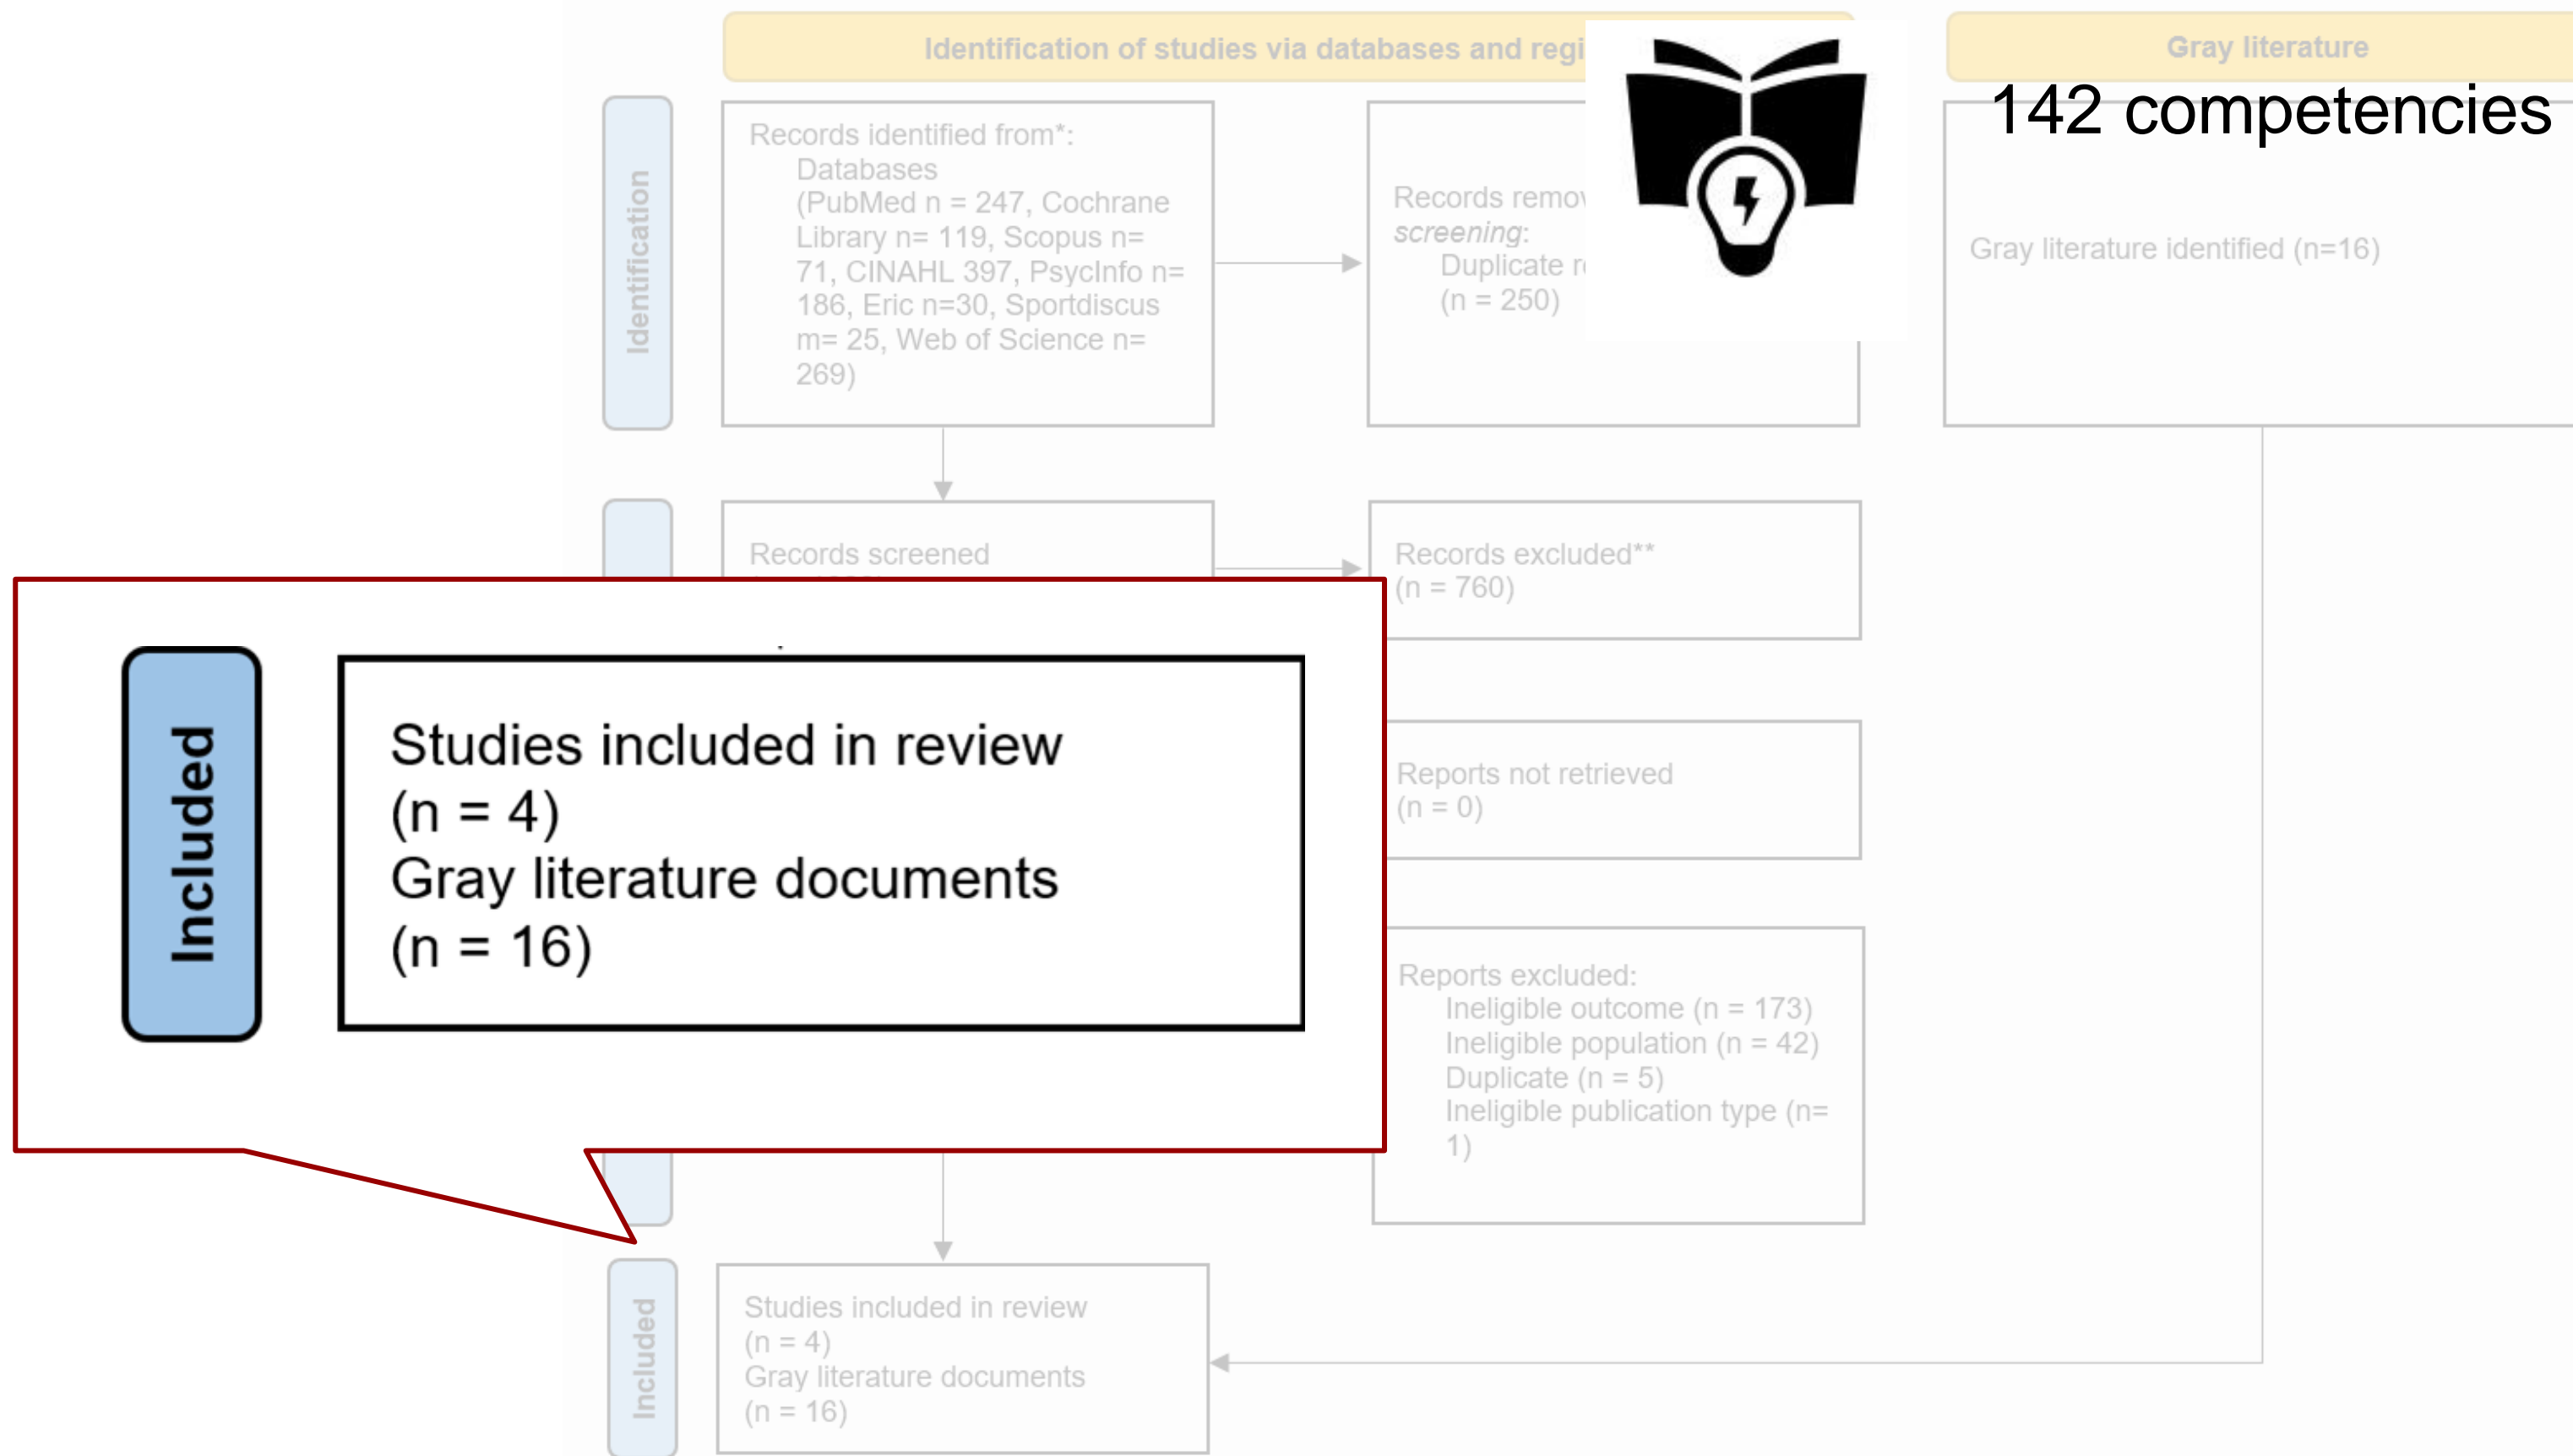 Identification of studies via databases and regi
Gray literature
142 competencies
Identification
Records identified from*:
Databases
(PubMed n = 247, Cochrane
Library n= 119, Scopus n=
71, CINAHL 397, PsycInfo n=
186, Eric n=30, Sportdiscus
m= 25, Web of Science n=
269)
Records remov
screening:
Duplicate r
(n = 250)
Gray literature identified (n=16)
Records screened
Records excluded**
(n = 760)
Included
Studies included in review
(n = 4)
Gray literature documents
(n = 16)
Reports not retrieved
(n = 0)
Reports excluded:
Ineligible outcome (n = 173)
Ineligible population (n = 42)
Duplicate (n = 5)
Ineligible publication type (n=
1)
Included
Studies included in review
(n = 4)
Gray literature documents
(n = 16)